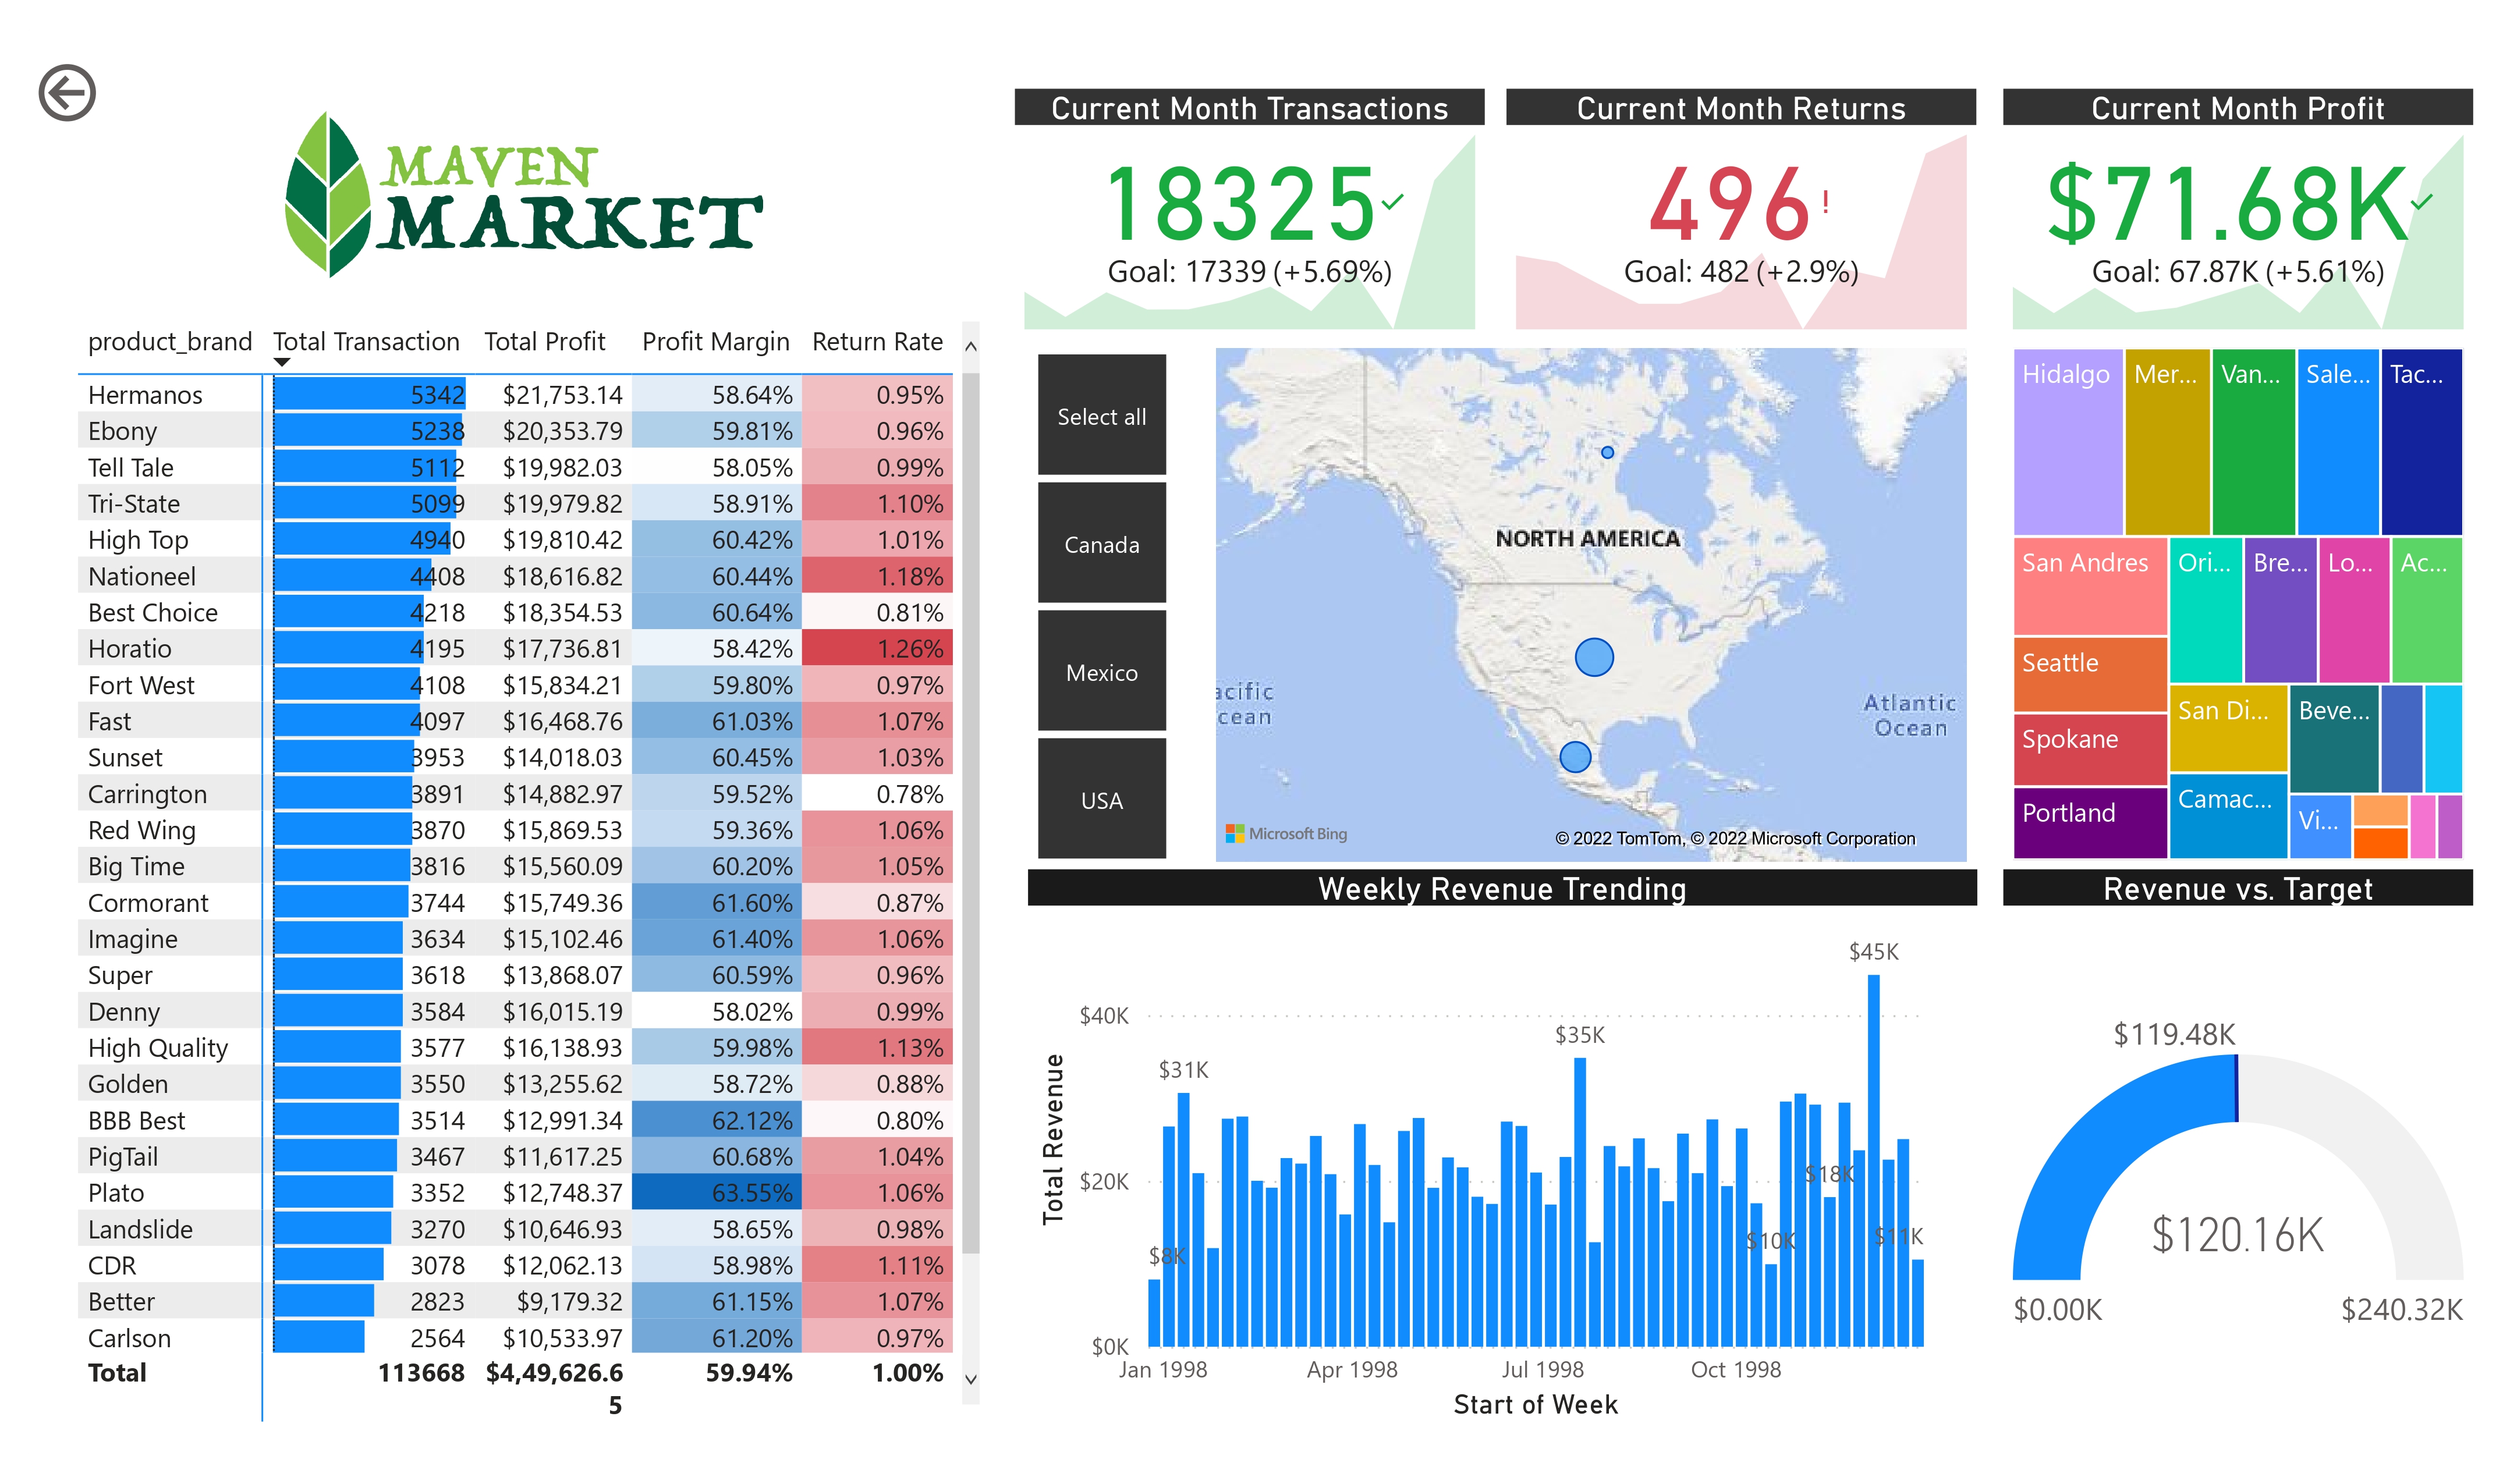 MAVEN
MARKET
Current Month Transactions
18325
Goal: 17339 (+5.69%)
Current Month Returns
496!
Goal: 482 (+2.9%)
Current Month Profit
$71.68K
Goal: 67.87K (+5.61%)
product_brand Total Transaction Total Profit Profit Margin Return Rate
Hermanos 5342 $21,753.14 58.64% 0.95%
Ebony 5238 $20,353.79 59.81% 0.96%
Tell Tale 5112 $19,982.03 58.05% 0.99%
Tri-State 5099 $19,979.82 58.91% 1.10%
High Top 4940 $19,810.42 60.42% 1.01%
Nationeel 4408 $18,616.82 60.44% 1.18%
Best Choice 4218 $18,354.53 60.64% 0.81%
Horatio 4195 $17,736.81 58.42% 1.26%
Fort West 4108 $15,834.21 59.80% 0.97%
Fast 4097 $16,468.76 61.03% 1.07%
Sunset 3953 $14,018.03 60.45% 1.03%
Carrington 3891 $14,882.97 59.52% 0.78%
Red Wing 3870 $15,869.53 59.36% 1.06%
Big Time 3816 $15,560.09 60.20% 1.05%
Cormorant 3744 $15,749.36 61.60% 0.87%
Imagine 3634 $15,102.46 61.40% 1.06%
Super 3618 $13,868.07 60.59% 0.96%
Denny 3584 $16,015.19 58.02% 0.99%
High Quality 3577 $16,138.93 59.98% 1.13%
Golden 3550 $13,255.62 58.72% 0.88%
BBB Best 3514 $12,991.34 62.12% 0.80%
PigTail 3467 $11,617.25 60.68% 1.04%
Plato 3352 $12,748.37 63.55% 1.06%
Landslide 3270 $10,646.93 58.65% 0.98%
CDR 3078 $12,062.13 58.98% 1.11%
Better 2823 $9,179.32 61.15% 1.07%
Carlson 2564 $10,533.97 61.20% 0.97%
Total 113668 $4,49,626.6 59.94% 1.00%
5
Select all
Canada
Mexico
USA
NORTH AMERICA
acific
cean
Atlantic
Ocean
Microsoft Bing
© 2022 TomTom, © 2022 Microsoft Corporation
Hidalgo Mer... Van... Sale... Tac...
San Andres Ori... Bre... Lo... Ac...
Seattle
San Di... Beve...
Spokane
Camac...
Portland Vi...
Weekly Revenue Trending
Total Revenue
$40K
$20K
$0K
$8K
$31K
$35K
$10K
$18K
$45K
$11K
Jan 1998 Apr 1998 Jul 1998 Oct 1998
Start of Week
Revenue vs. Target
$119.48K
$120.16K
$0.00K $240.32K